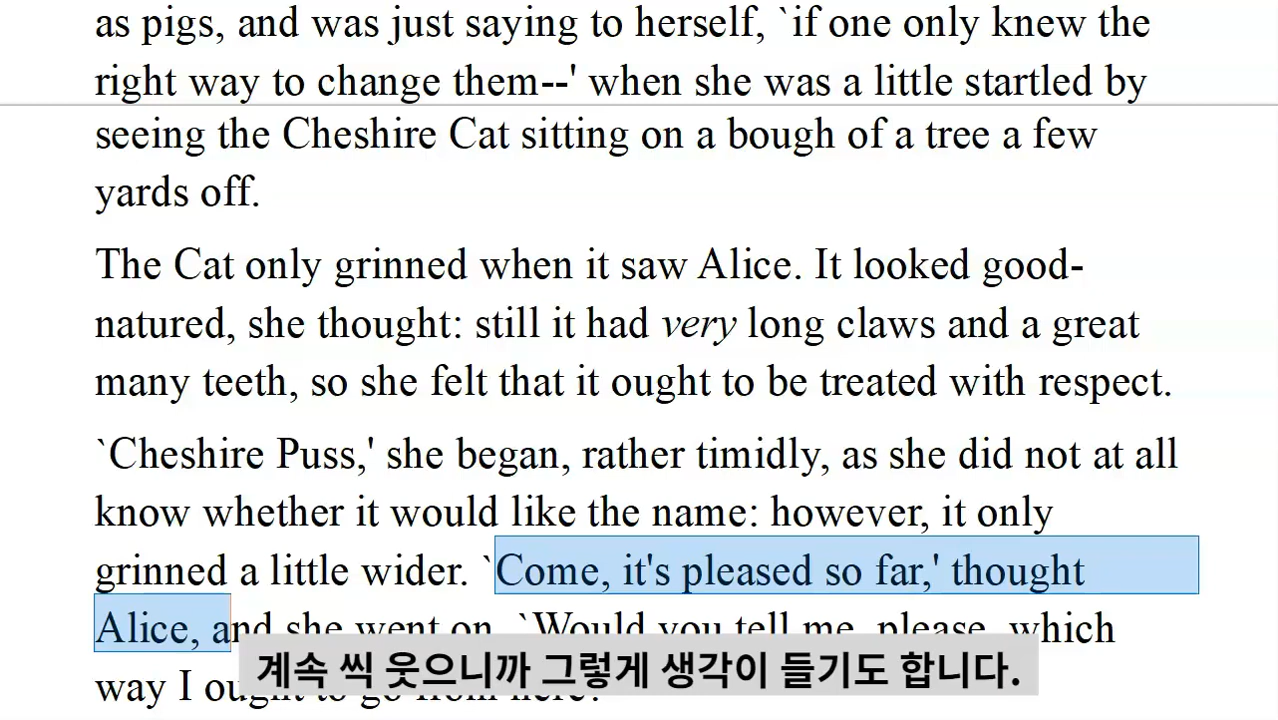 as pigs, and was just saying to herself, `if one only knew the
right way to change them--' when she was a little startled by
seeing the Cheshire Cat sitting on a bough of a tree a few
yards off.
The Cat only grinned when it saw Alice. It looked good-
natured, she thought: still it had very long claws and a great
many teeth, so she felt that it ought to be treated with respect.
`Cheshire Puss,' she began, rather timidly, as she did not at all
know whether it would like the name: however, it only
grinned a little wider. `Come, it's pleased so far,' thought
Alice, and she went on. `Would you tell me, please, which
way I ought to go from here?
계속 씩 웃으니까 그렇게 생각이 들기도 합니다.